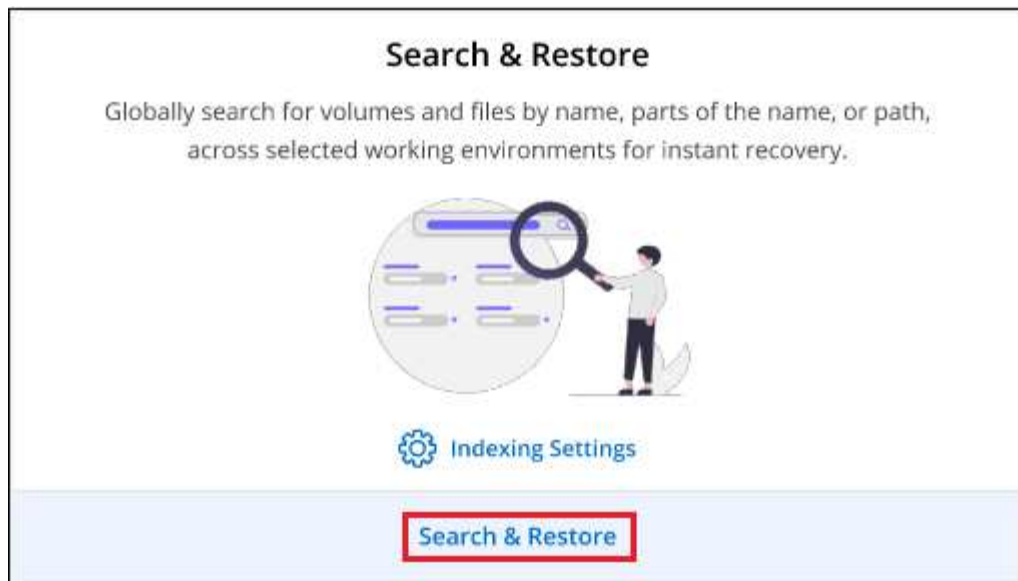 Search & Restore
Globally search for volumes and files by name, parts of the name, or path,
across selected working environments for instant recovery.
Indexing Settings
Search & Restore